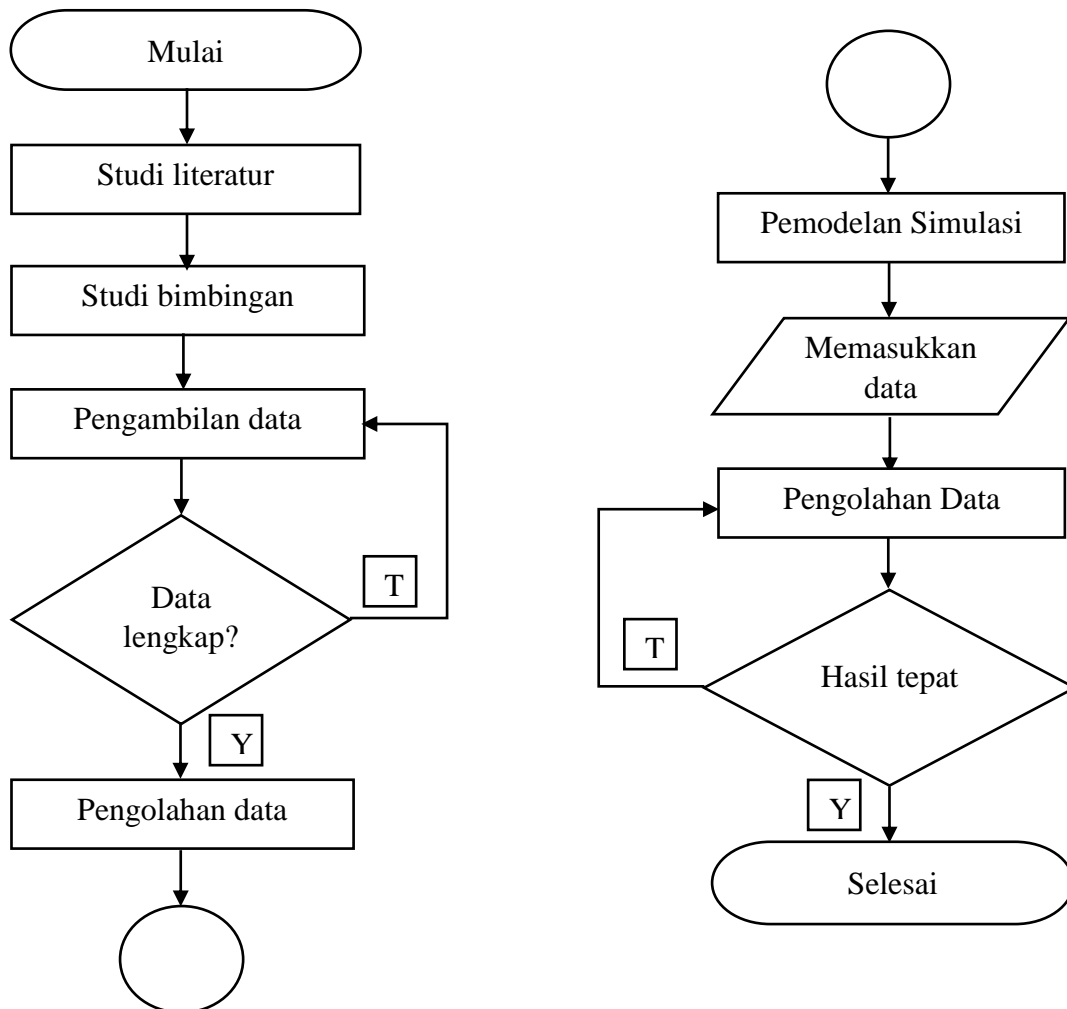 Mulai
Studi literatur
Studi bimbingan
Pengambilan data
T
Data
lengkap?
Y
Pengolahan data
Pemodelan Simulasi
Memasukkan
data
Pengolahan Data
T
Hasil tepat
Y
Selesai